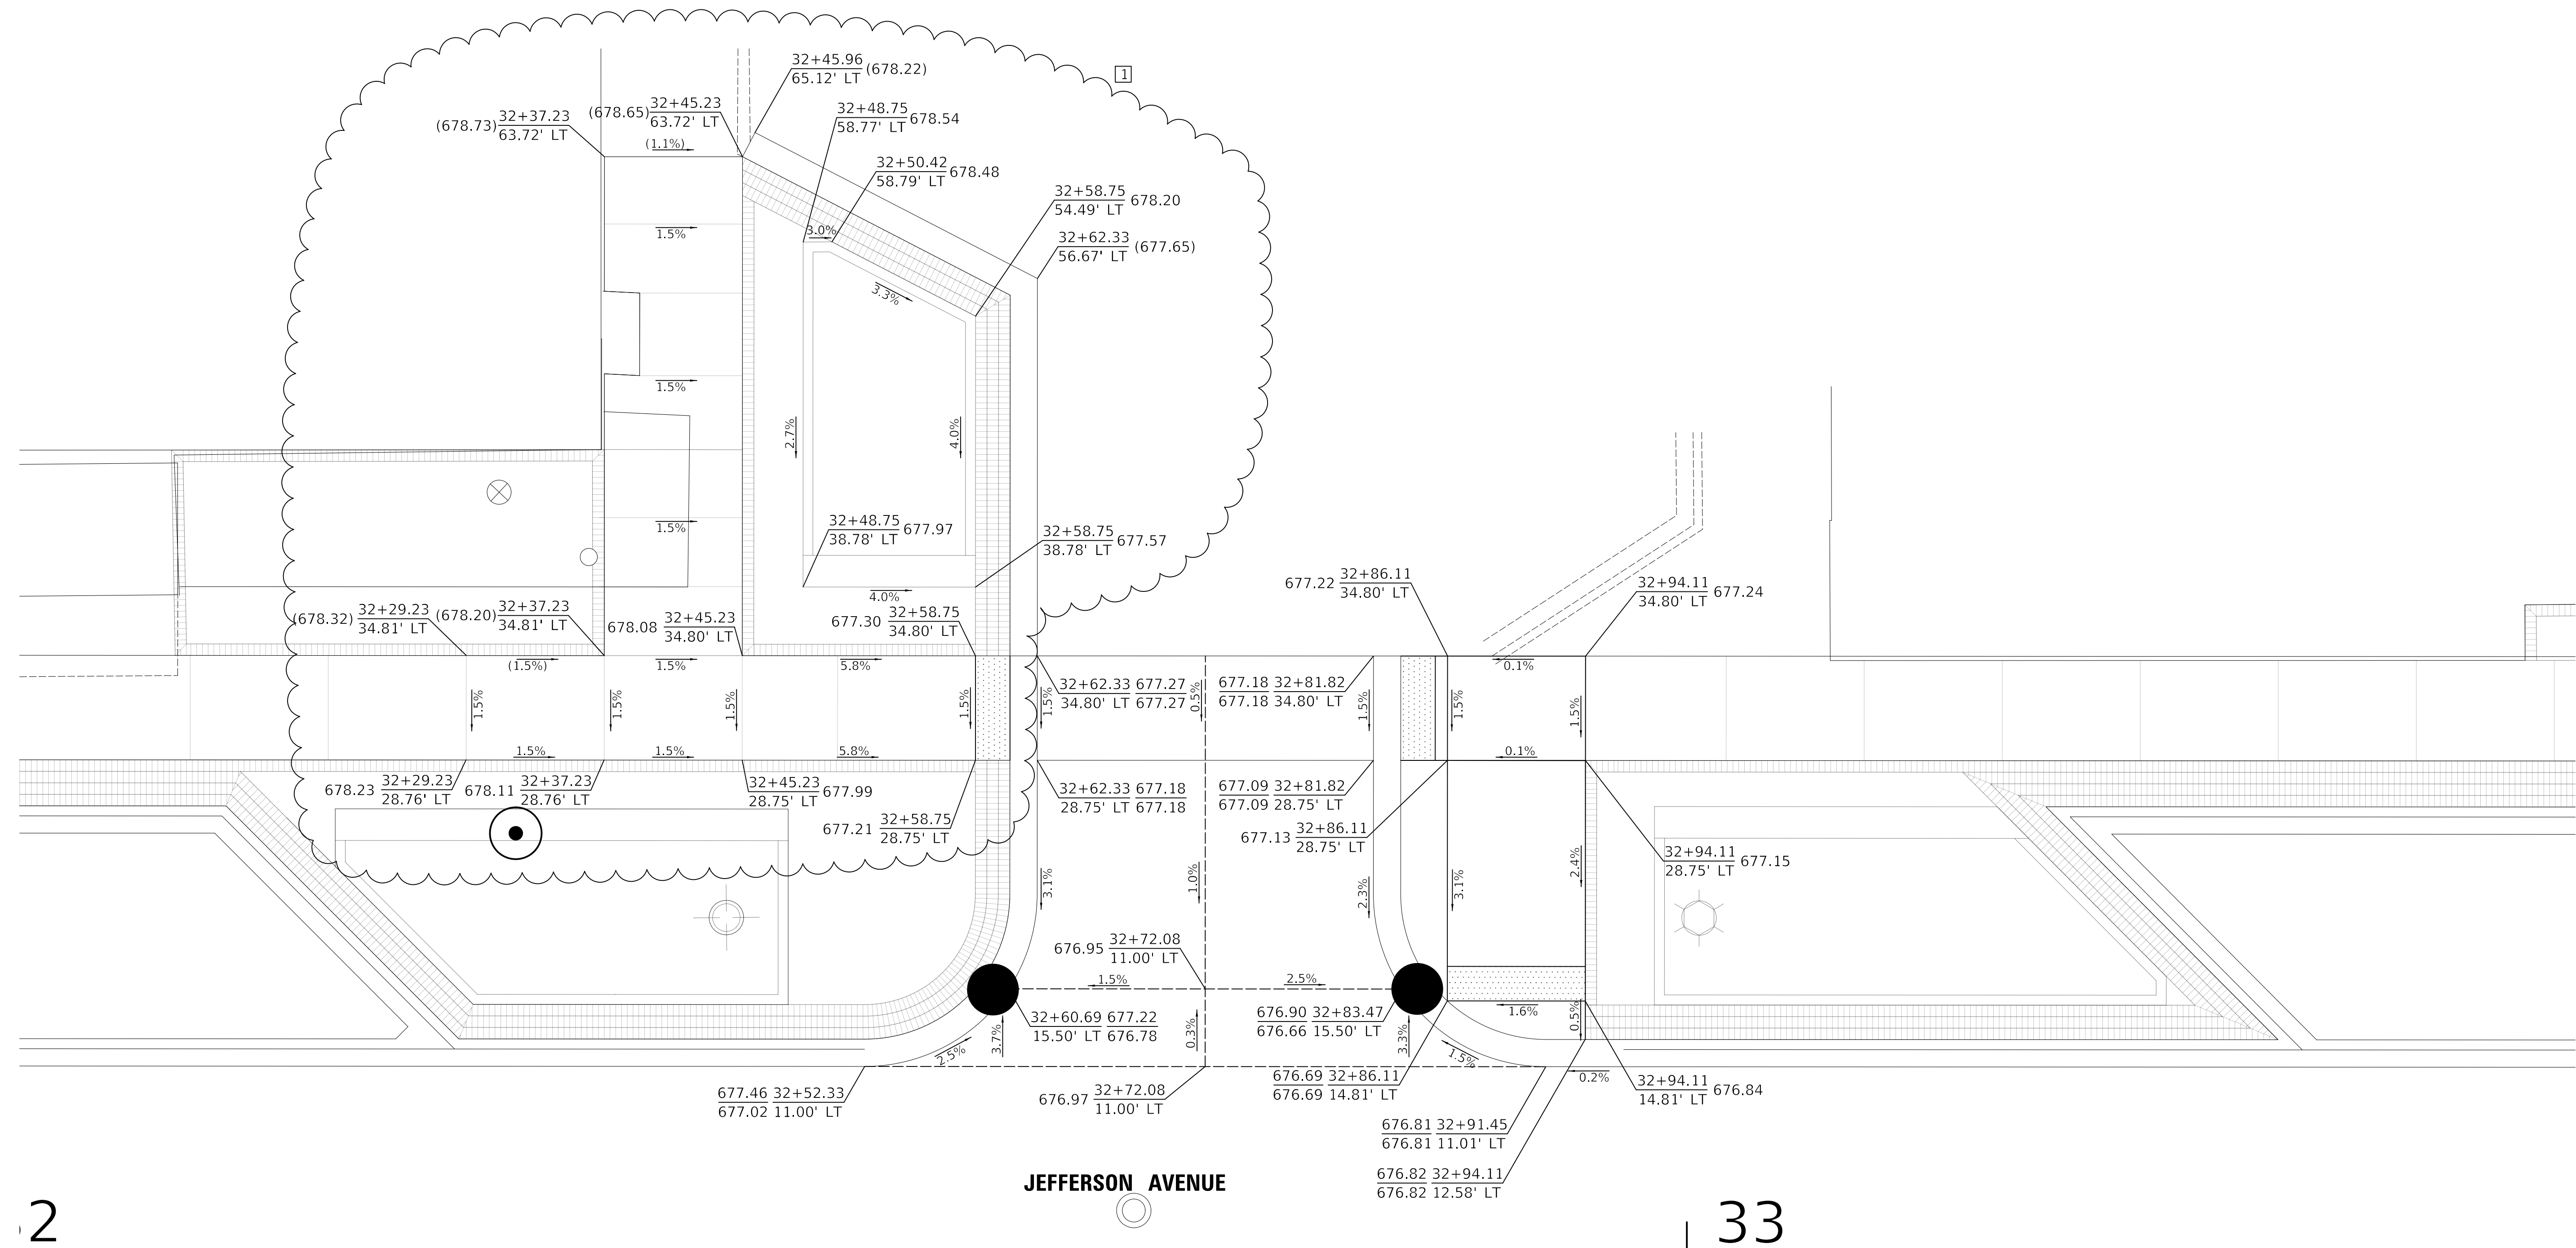 1
32+45.96
65.12' LT (678.22)
(678.73) 32+37.23
63.72' LT
(678.65) 32+45.23
63.72' LT
(1.1%)
32+48.75
58.77' LT 678.54
32+50.42
58.79' LT 678.48
32+58.75
54.49' LT 678.20
32+62.33
56.67' LT (677.65)
1.5%
3.0%
3.3%
1.5%
2.7%
4.0%
1.5%
32+48.75
38.78' LT 677.97
32+58.75
38.78' LT 677.57
4.0%
(678.32) 32+29.23
34.81' LT
(678.20) 32+37.23
34.81' LT
678.08 32+45.23
34.80' LT
677.30 32+58.75
34.80' LT
677.22 32+86.11
34.80' LT
32+94.11
34.80' LT 677.24
(1.5%)
1.5%
5.8%
0.1%
1.5%
1.5%
1.5%
1.5%
1.5%
32+62.33 677.27
34.80' LT 677.27
0.5%
677.18 32+81.82
677.18 34.80' LT
1.5%
1.5%
1.5%
1.5%
1.5%
5.8%
0.1%
678.23 32+29.23
28.76' LT
678.11 32+37.23
28.76' LT
32+45.23
28.75' LT 677.99
677.21 32+58.75
28.75' LT
32+62.33 677.18
28.75' LT 677.18
677.09 32+81.82
677.09 28.75' LT
677.13 32+86.11
28.75' LT
32+94.11
28.75' LT 677.15
3.1%
1.0%
2.3%
3.1%
2.4%
676.95 32+72.08
11.00' LT
1.5%
2.5%
32+60.69 677.22
15.50' LT 676.78
676.90 32+83.47
676.66 15.50' LT
1.6%
0.5%
2.5%
3.7%
0.3%
3.3%
1.5%
0.2%
677.46 32+52.33
677.02 11.00' LT
676.97 32+72.08
11.00' LT
676.69 32+86.11
676.69 14.81' LT
32+94.11
14.81' LT 676.84
676.81 32+91.45
676.81 11.01' LT
676.82 32+94.11
676.82 12.58' LT
JEFFERSON AVENUE
2
33